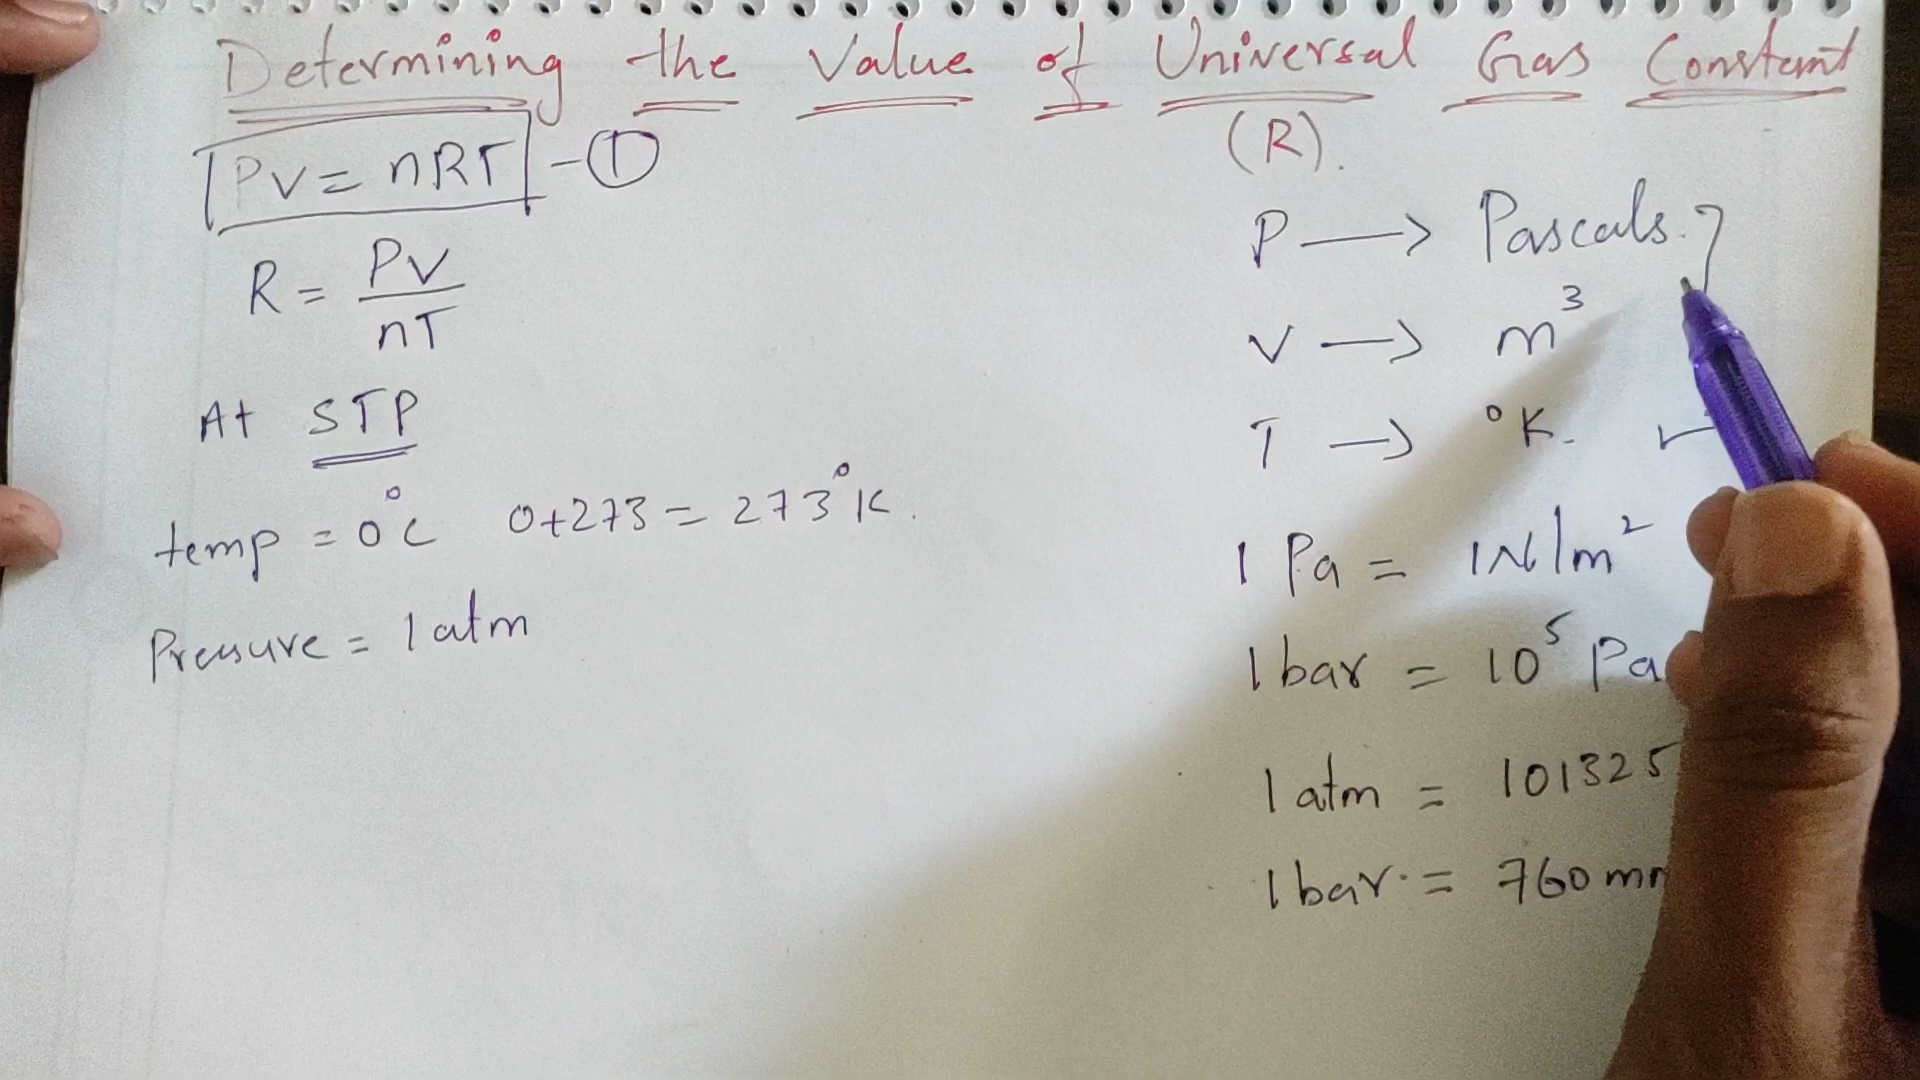 Determining the Value of Universal Gas Constant
(R).
PV = nRT - ①
R = PV / nT
At STP
temp = 0°C 0+273 = 273°K.
Pressure = 1 atm
P → Pascals.
V → m³
T → °K.
1 Pa = 1N/m²
1 bar = 10⁵ Pa
1 atm = 101325
1 bar. = 760 m